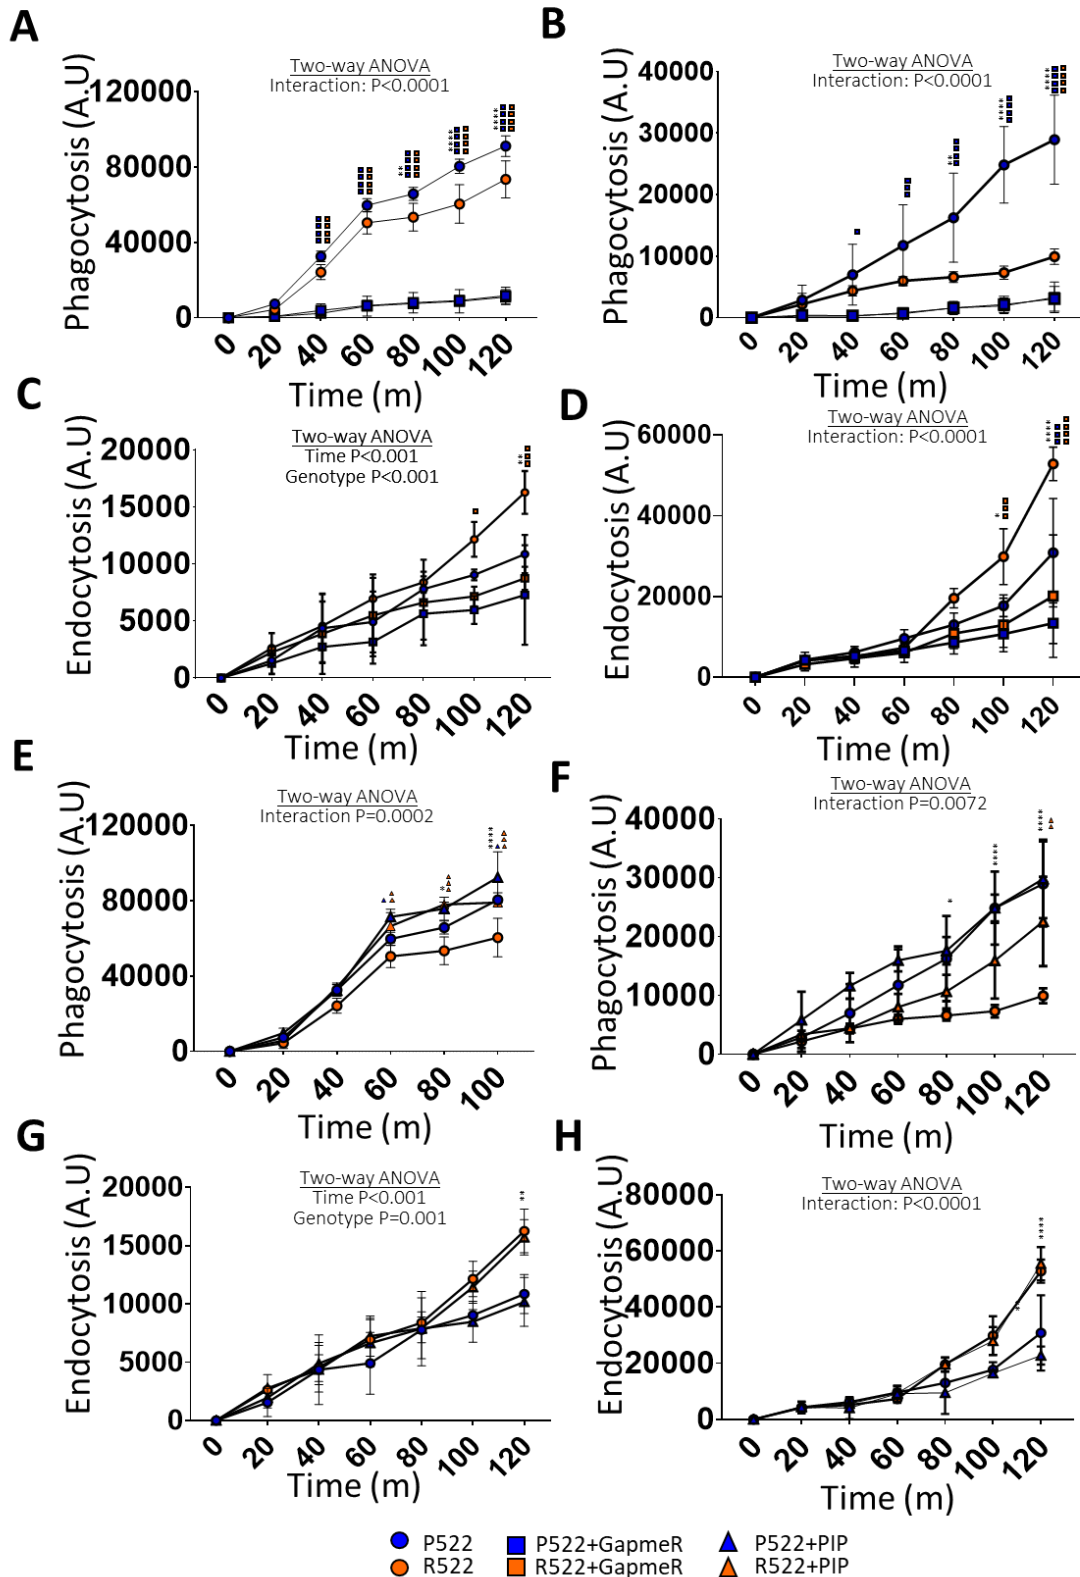 A
Two-way ANOVA
Interaction: P<0.0001
Phagocytosis (A.U)
120000
80000
40000
0
0 20 40 60 80 100 120
Time (m)
B
Two-way ANOVA
Interaction: P<0.0001
Phagocytosis (A.U)
40000
30000
20000
10000
0
0 20 40 60 80 100 120
Time (m)
C
Two-way ANOVA
Time P<0.001
Genotype P<0.001
Endocytosis (A.U)
20000
15000
10000
5000
0
0 20 40 60 80 100 120
Time (m)
D
Two-way ANOVA
Interaction: P<0.0001
Endocytosis (A.U)
60000
40000
20000
0
0 20 40 60 80 100 120
Time (m)
E
Two-way ANOVA
Interaction P=0.0002
Phagocytosis (A.U)
120000
80000
40000
0
0 20 40 60 80 100
Time (m)
F
Two-way ANOVA
Interaction P=0.0072
Phagocytosis (A.U)
40000
30000
20000
10000
0
0 20 40 60 80 100 120
Time (m)
G
Two-way ANOVA
Time P<0.001
Genotype P=0.001
Endocytosis (A.U)
20000
15000
10000
5000
0
0 20 40 60 80 100 120
Time (m)
H
Two-way ANOVA
Interaction: P<0.0001
Endocytosis (A.U)
80000
60000
40000
20000
0
0 20 40 60 80 100 120
Time (m)
P522 P522+GapmeR P522+PIP
R522 R522+GapmeR R522+PIP